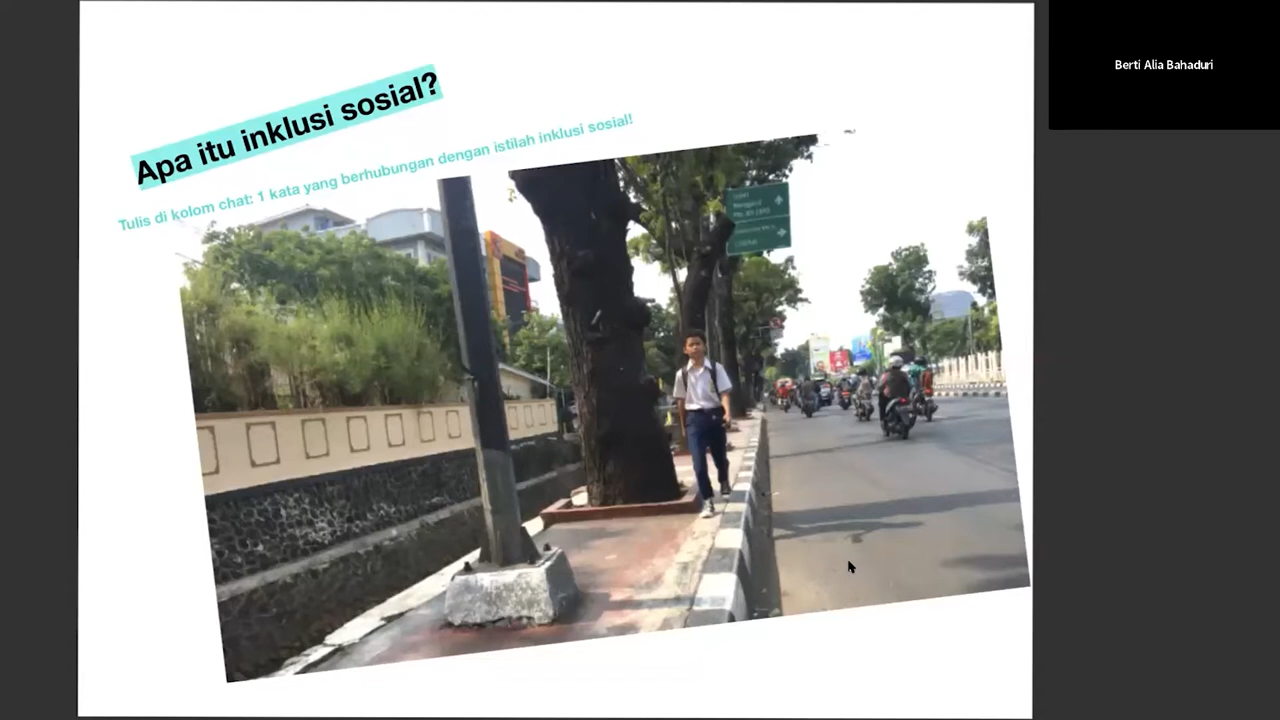 Apa itu inklusi sosial?
Tulis di kolom chat: 1 kata yang berhubungan dengan istilah inklusi sosial!
Berti Alia Bahaduri